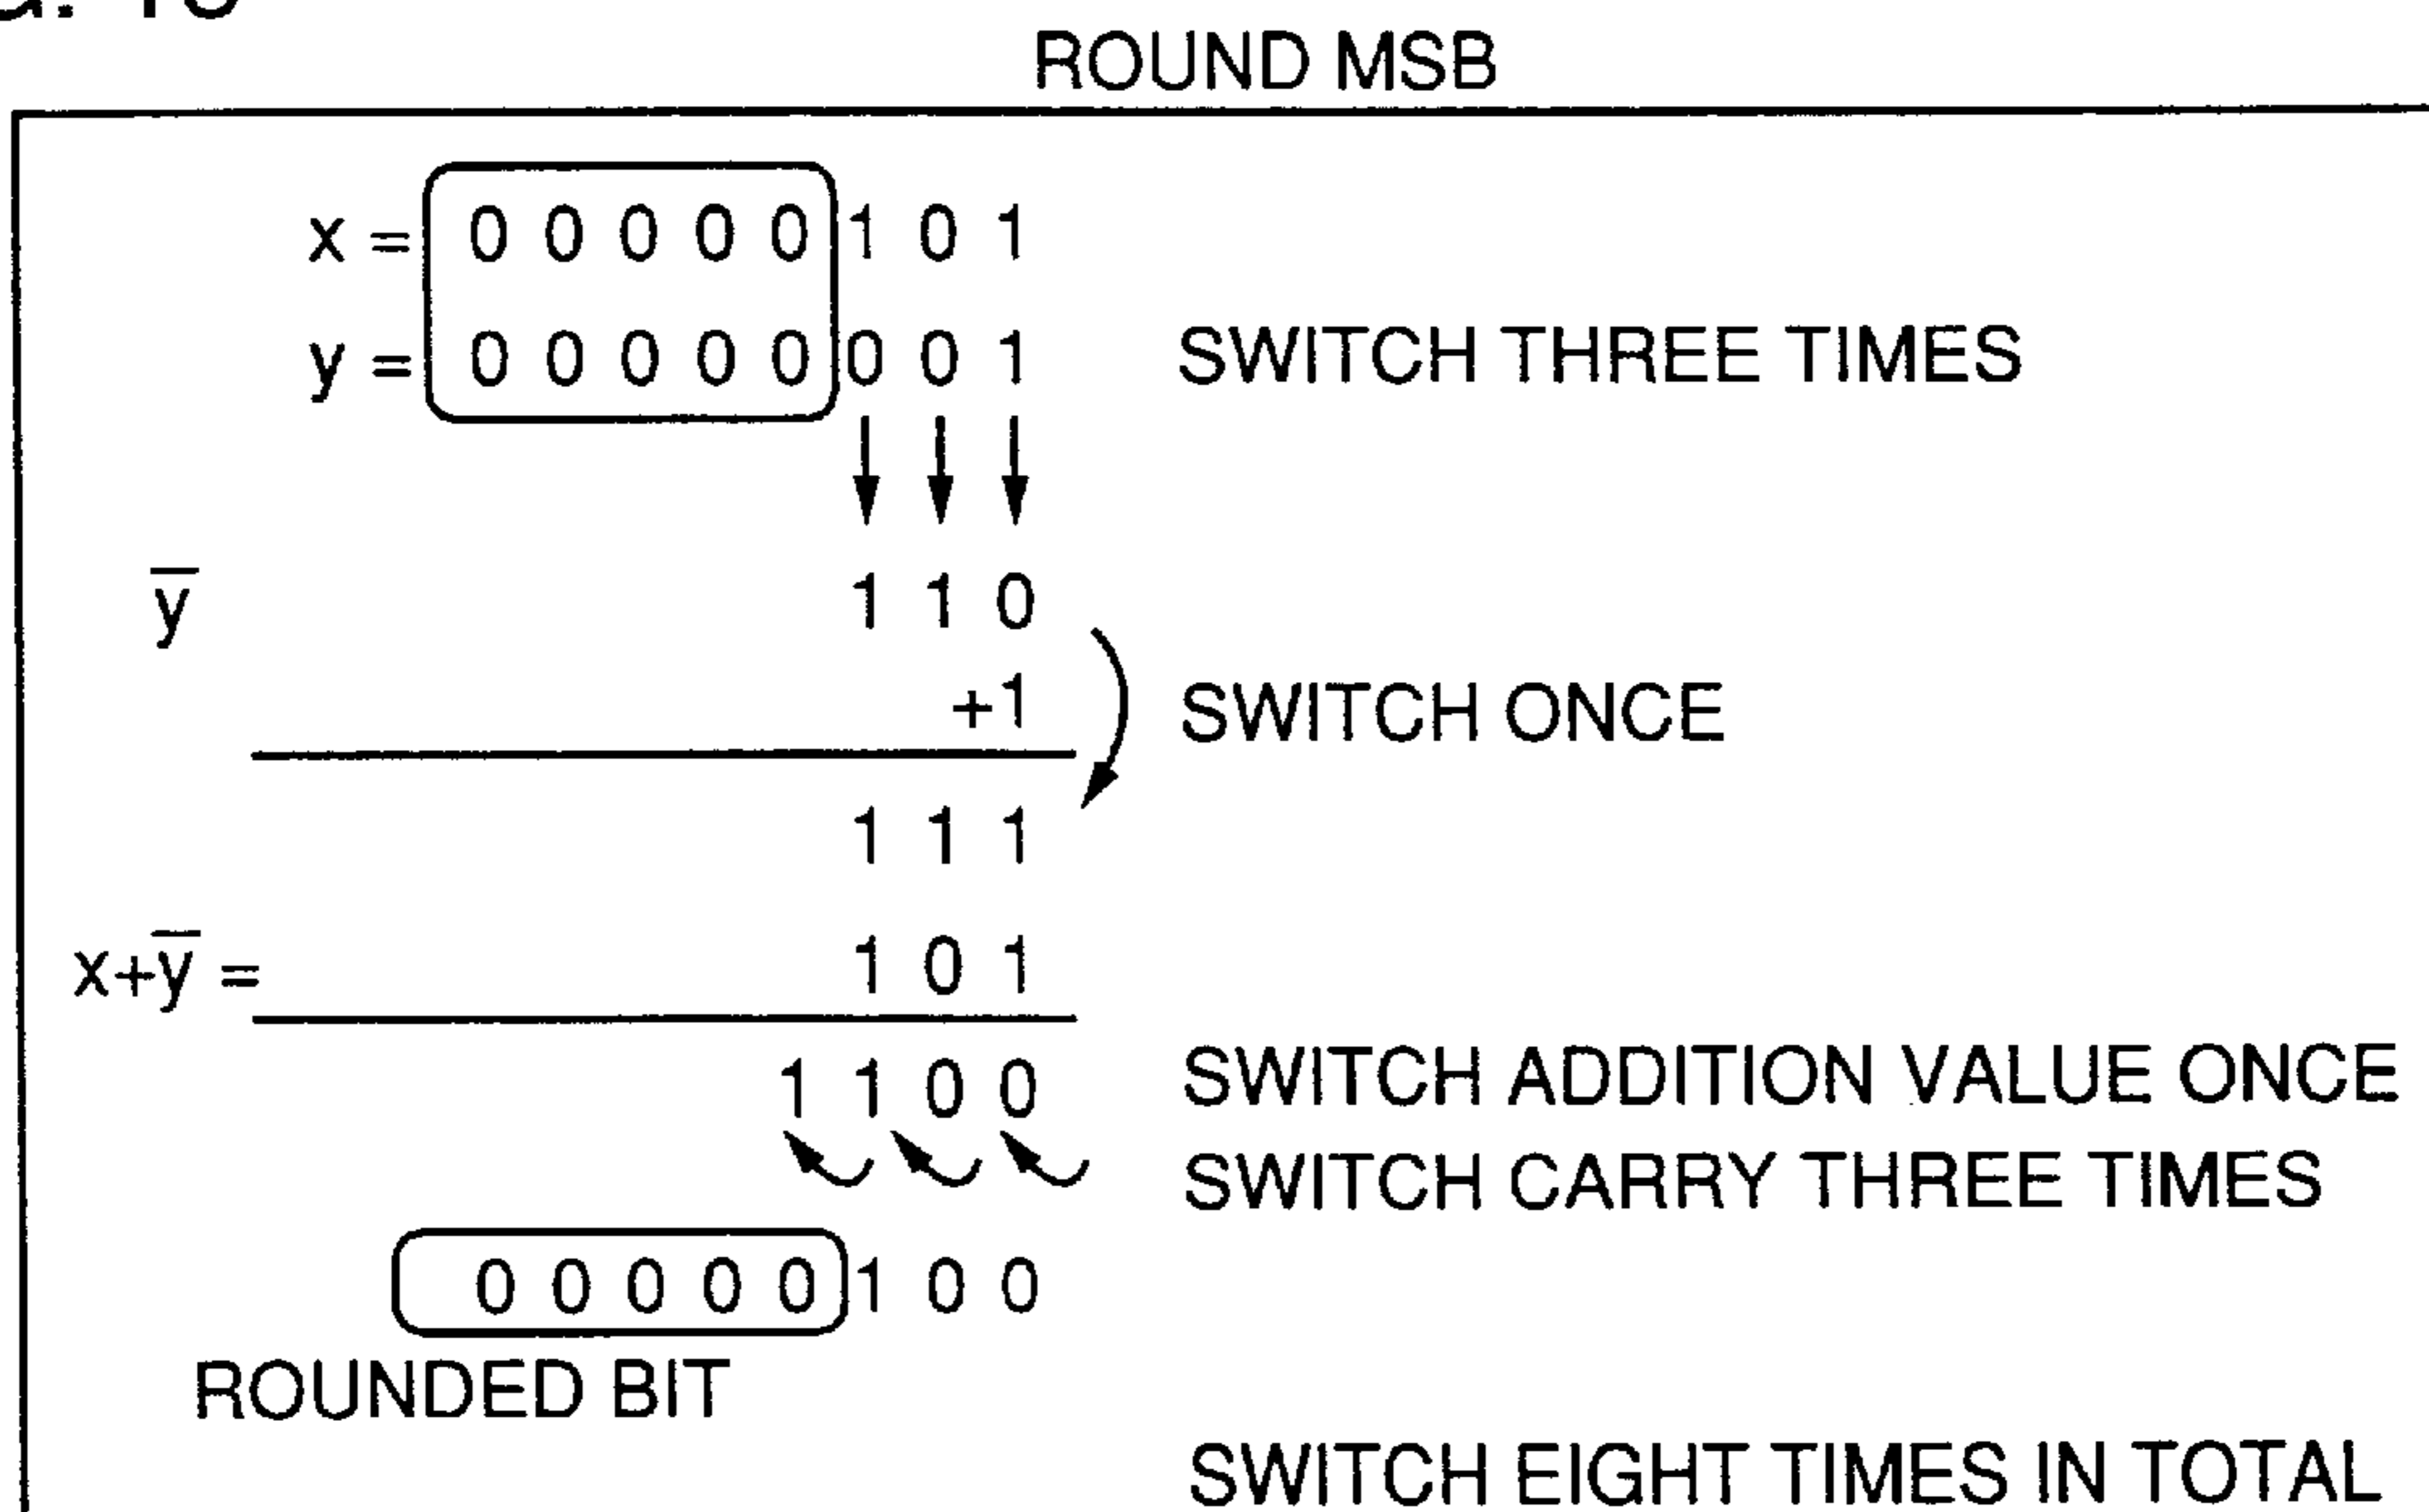 ROUND MSB
x = 0 0 0 0 0 1 0 1
y = 0 0 0 0 0 0 0 1 SWITCH THREE TIMES
y̅ 1 1 0
+1 SWITCH ONCE
1 1 1
x+y̅ = 1 0 1
1 1 0 0 SWITCH ADDITION VALUE ONCE
SWITCH CARRY THREE TIMES
0 0 0 0 0 1 0 0
ROUNDED BIT
SWITCH EIGHT TIMES IN TOTAL